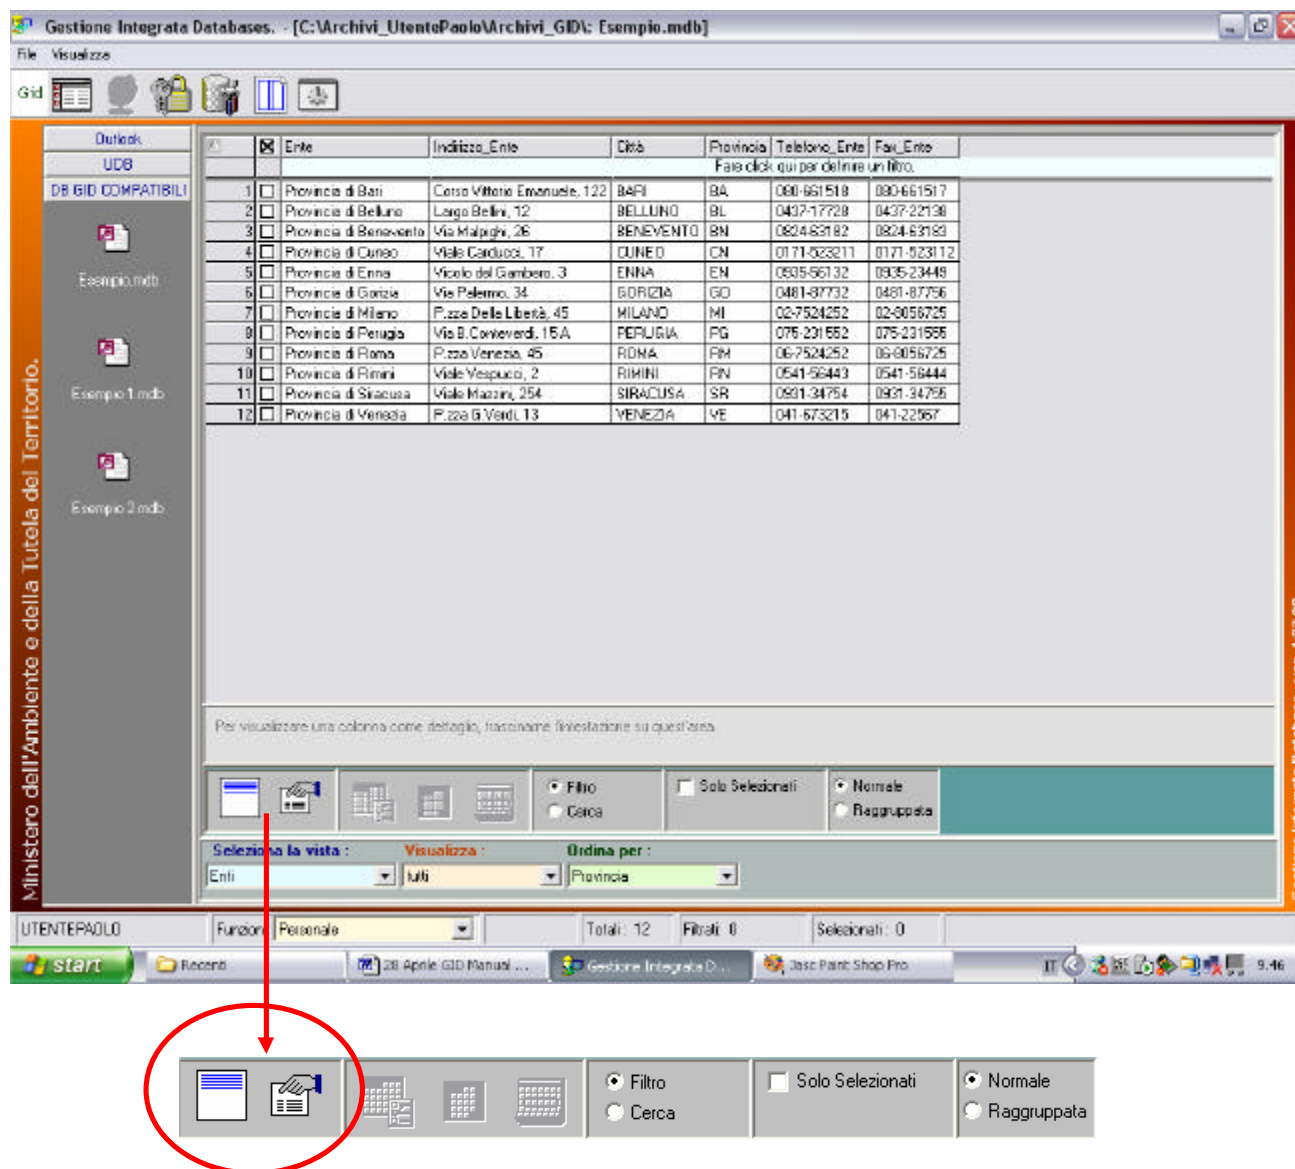 Gestione Integrata Databases. - [C:\Archivi_UtentePaolo\Archivi_GID\: Esempio.mdb]
File Visualizza
Gid
Outlook
UDB
DB GID COMPATIBILI
Esempio.mdb
Esempio 1.mdb
Esempio 2.mdb
Ministero dell'Ambiente e della Tutela del Territorio.
Ente Indirizzo_Ente Città Provincia Telefono_Ente Fax_Ente
Fare click qui per definire un filtro.
1 Provincia di Bari Corso Vittorio Emanuele, 122 BARI BA 080-661518 080-661517
2 Provincia di Belluno Largo Bellini, 12 BELLUNO BL 0437-17728 0437-22138
3 Provincia di Benevento Via Malpighi, 26 BENEVENTO BN 0824-63182 0824-63183
4 Provincia di Cuneo Viale Carducci, 17 CUNEO CN 0171-523211 0171-523112
5 Provincia di Enna Vicolo del Gambero, 3 ENNA EN 0935-56132 0935-23449
6 Provincia di Gorizia Via Palermo, 34 GORIZIA GO 0481-87732 0481-87756
7 Provincia di Milano P.zza Della Libertà, 45 MILANO MI 02-7524252 02-8056725
8 Provincia di Perugia Via B. 15A PERUGIA PG 075-231552 075-231555
9 Provincia di Roma P.zza Venezia, 45 ROMA RM 06-7524252 06-8056725
10 Provincia di Rimini Viale Vespucci, 2 RIMINI RN 0541-56443 0541-56444
11 Provincia di Siracusa Viale Mazzini, 254 SIRACUSA SR 0931-34754 0931-34755
12 Provincia di Venezia P.zza G.Verdi, 13 VENEZIA VE 041-673215 041-22567
Per visualizzare una colonna come dettaglio, trascinarne l'intestazione su quest'area
Filtro
Cerca
Solo Selezionati
Normale
Raggruppata
Seleziona la vista : Visualizza : Ordina per :
Enti tutti Provincia
UTENTEPAOLO Funzion Personale Totali: 12 Filtrati: 0 Selezionati: 0
start Recenti 28 Aprile GID Manual ... Gestione Integrata D... Jasc Paint Shop Pro IT 9.46
Filtro
Cerca
Solo Selezionati
Normale
Raggruppata